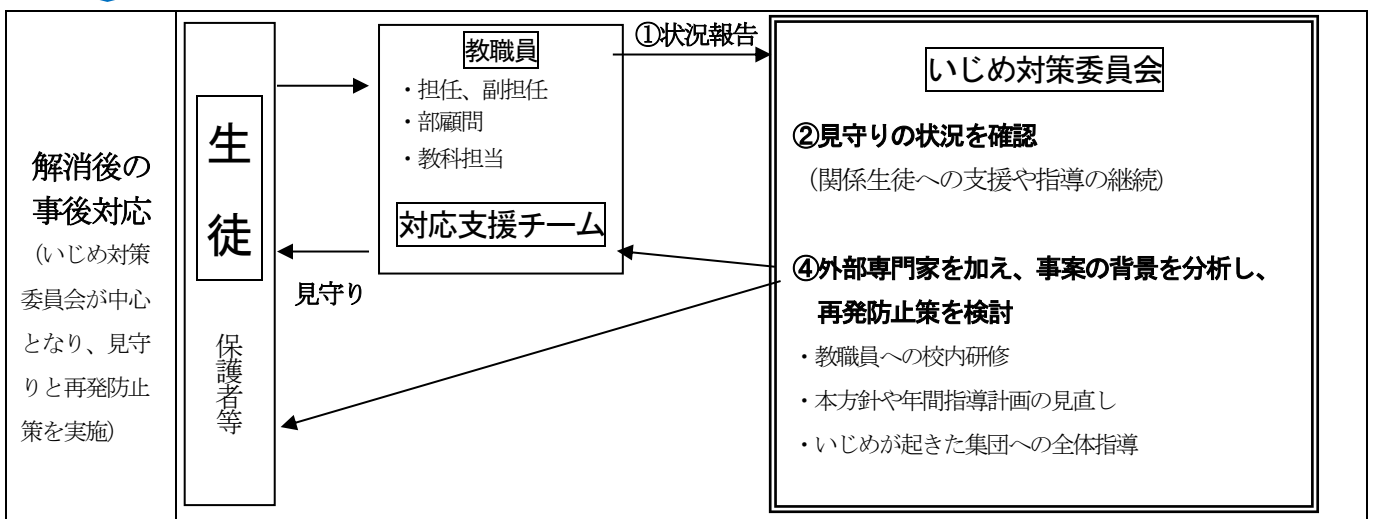 解消後の
事後対応
（いじめ対策
委員会が中心
となり、見守
りと再発防止
策を実施）
生徒
保護者等
見守り
教職員
・担任、副担任
・部顧問
・教科担当
対応支援チーム
①状況報告
いじめ対策委員会
②見守りの状況を確認
（関係生徒への支援や指導の継続）
④外部専門家を加え、事案の背景を分析し、
再発防止策を検討
・教職員への校内研修
・本方針や年間指導計画の見直し
・いじめが起きた集団への全体指導